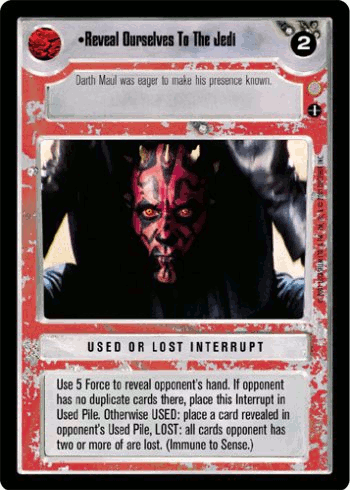 •Reveal Ourselves To The Jedi
2
Darth Maul was eager to make his presence known.
USED OR LOST INTERRUPT
Use 5 Force to reveal opponent's hand. If opponent
has no duplicate cards there, place this Interrupt in
Used Pile. Otherwise USED: place a card revealed in
opponent's Used Pile, LOST: all cards opponent has
two or more of are lost. (Immune to Sense.)